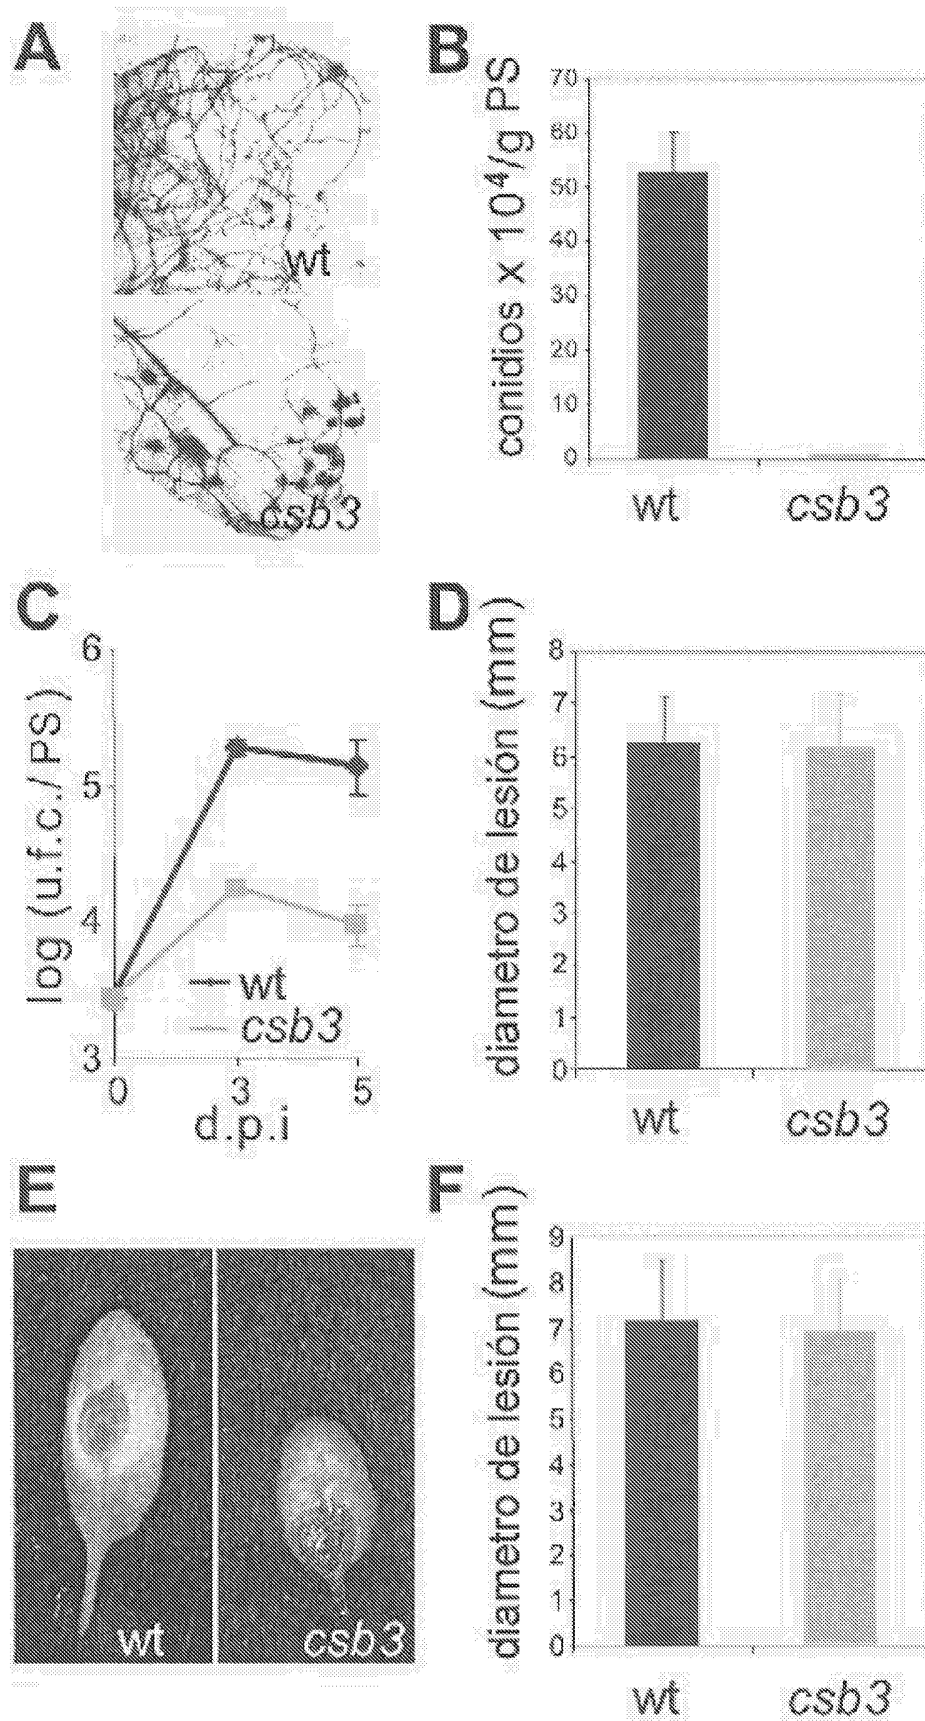 A
wt
csb3
B
conidios x 10⁴/g PS
70
60
50
40
30
20
10
0
wt
csb3
C
log (u.f.c./PS)
6
5
4
3
wt
csb3
0
3
5
d.p.i
D
diametro de lesión (mm)
8
7
6
5
4
3
2
1
0
wt
csb3
E
wt
csb3
F
diametro de lesión (mm)
9
8
7
6
5
4
3
2
1
0
wt
csb3